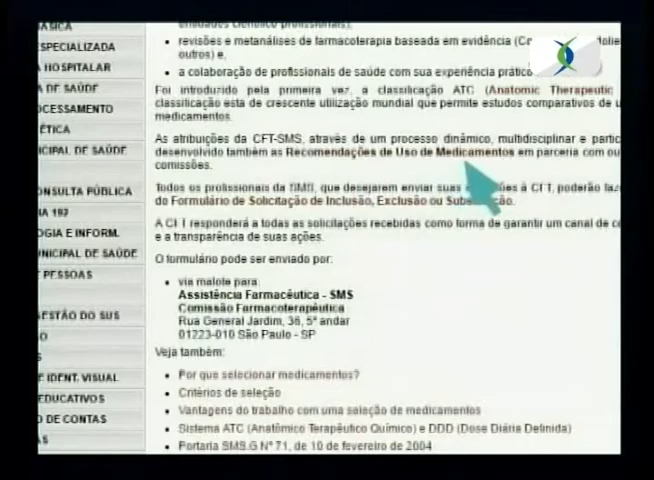 ÁSICA
SPECIALIZADA
A HOSPITALAR
A DE SAÚDE
OCESSAMENTO
ÉTICA
ICIPAL DE SAÚDE
ONSULTA PÚBLICA
IA 192
OGIA E INFORM.
UNICIPAL DE SAÚDE
E PESSOAS
ESTÃO DO SUS
O
S
E IDENT. VISUAL
EDUCATIVOS
O DE CONTAS
AS
entidades científico profissionais),
• revisões e metanálises de farmacoterapia baseada em evidência (Co
outros) e,
• a colaboração de profissionais de saúde com sua experiência prático
Foi introduzido pela primeira vez, a classificação ATC (Anatomic Therapeutic
classificação esta de crescente utilização mundial que permite estudos comparativos de u
medicamentos.
As atribuições da CFT-SMS, através de um processo dinâmico, multidisciplinar e partic
desenvolvido também as Recomendações de Uso de Medicamentos em parceria com ou
comissões.
Todos os profissionais da SMS, que desejarem enviar suas à CFT, poderão faz
do Formulário de Solicitação de Inclusão, Exclusão ou
A CFT responderá a todas as solicitações recebidas como forma de garantir um canal de co
e a transparência de suas ações.
O formulário pode ser enviado por:
• via malote para:
Assistência Farmacêutica - SMS
Comissão Farmacoterapêutica
Rua General Jardim, 36, 5º andar
01223-010 São Paulo - SP
Veja também:
• Por que selecionar medicamentos?
• Critérios de seleção
• Vantagens do trabalho com uma seleção de medicamentos
• Sistema ATC (Anatômico Terapêutico Químico) e DDD (Dose Diária Definida)
• Portaria SMS.G Nº 71, de 10 de fevereiro de 2004